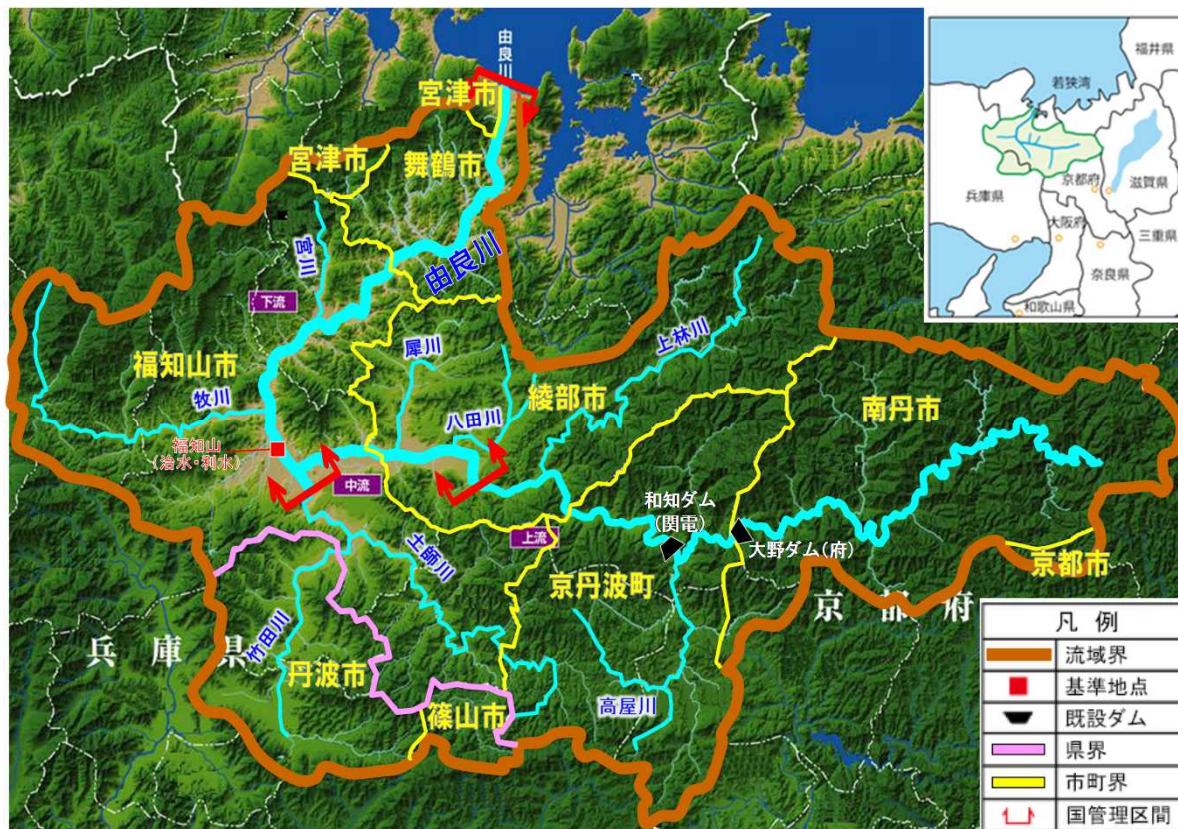 由良川
宮津市
宮津市
舞鶴市
宮川
由良川
下流
福知山市
牧川
犀川
八田川
綾部市
上林川
南丹市
福知山
(治水・利水)
中流
上流
和知ダム
(関電)
大野ダム(府)
京都市
土師川
京丹波町
京都府
兵庫県
竹田川
丹波市
篠山市
高屋川
福井県
若狭湾
兵庫県
京都府
滋賀県
大阪府
三重県
奈良県
和歌山県
凡例
流域界
基準地点
既設ダム
県界
市町界
国管理区間